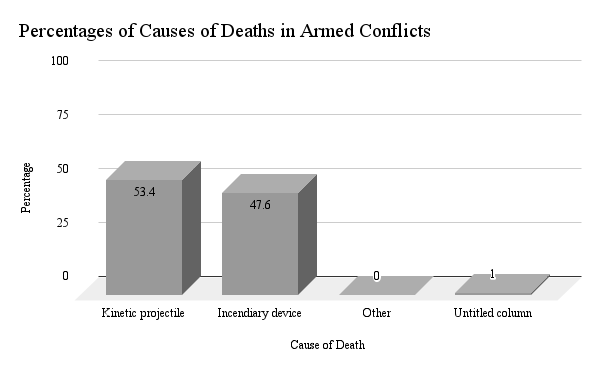 Percentages of Causes of Deaths in Armed Conflicts
100
75
50
25
0
Percentage
53.4
47.6
0
1
Kinetic projectile
Incendiary device
Other
Untitled column
Cause of Death